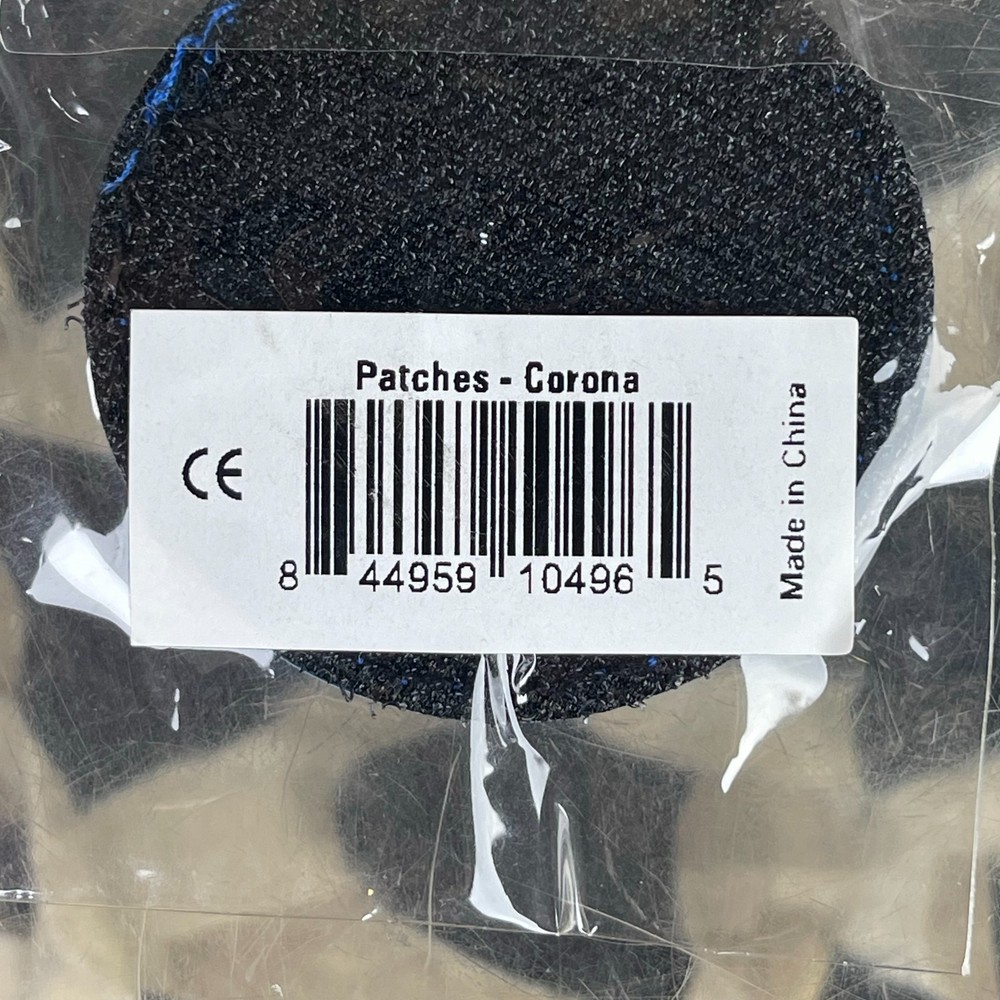 Patches - Corona
CE
8 44959 10496 5
Made in China